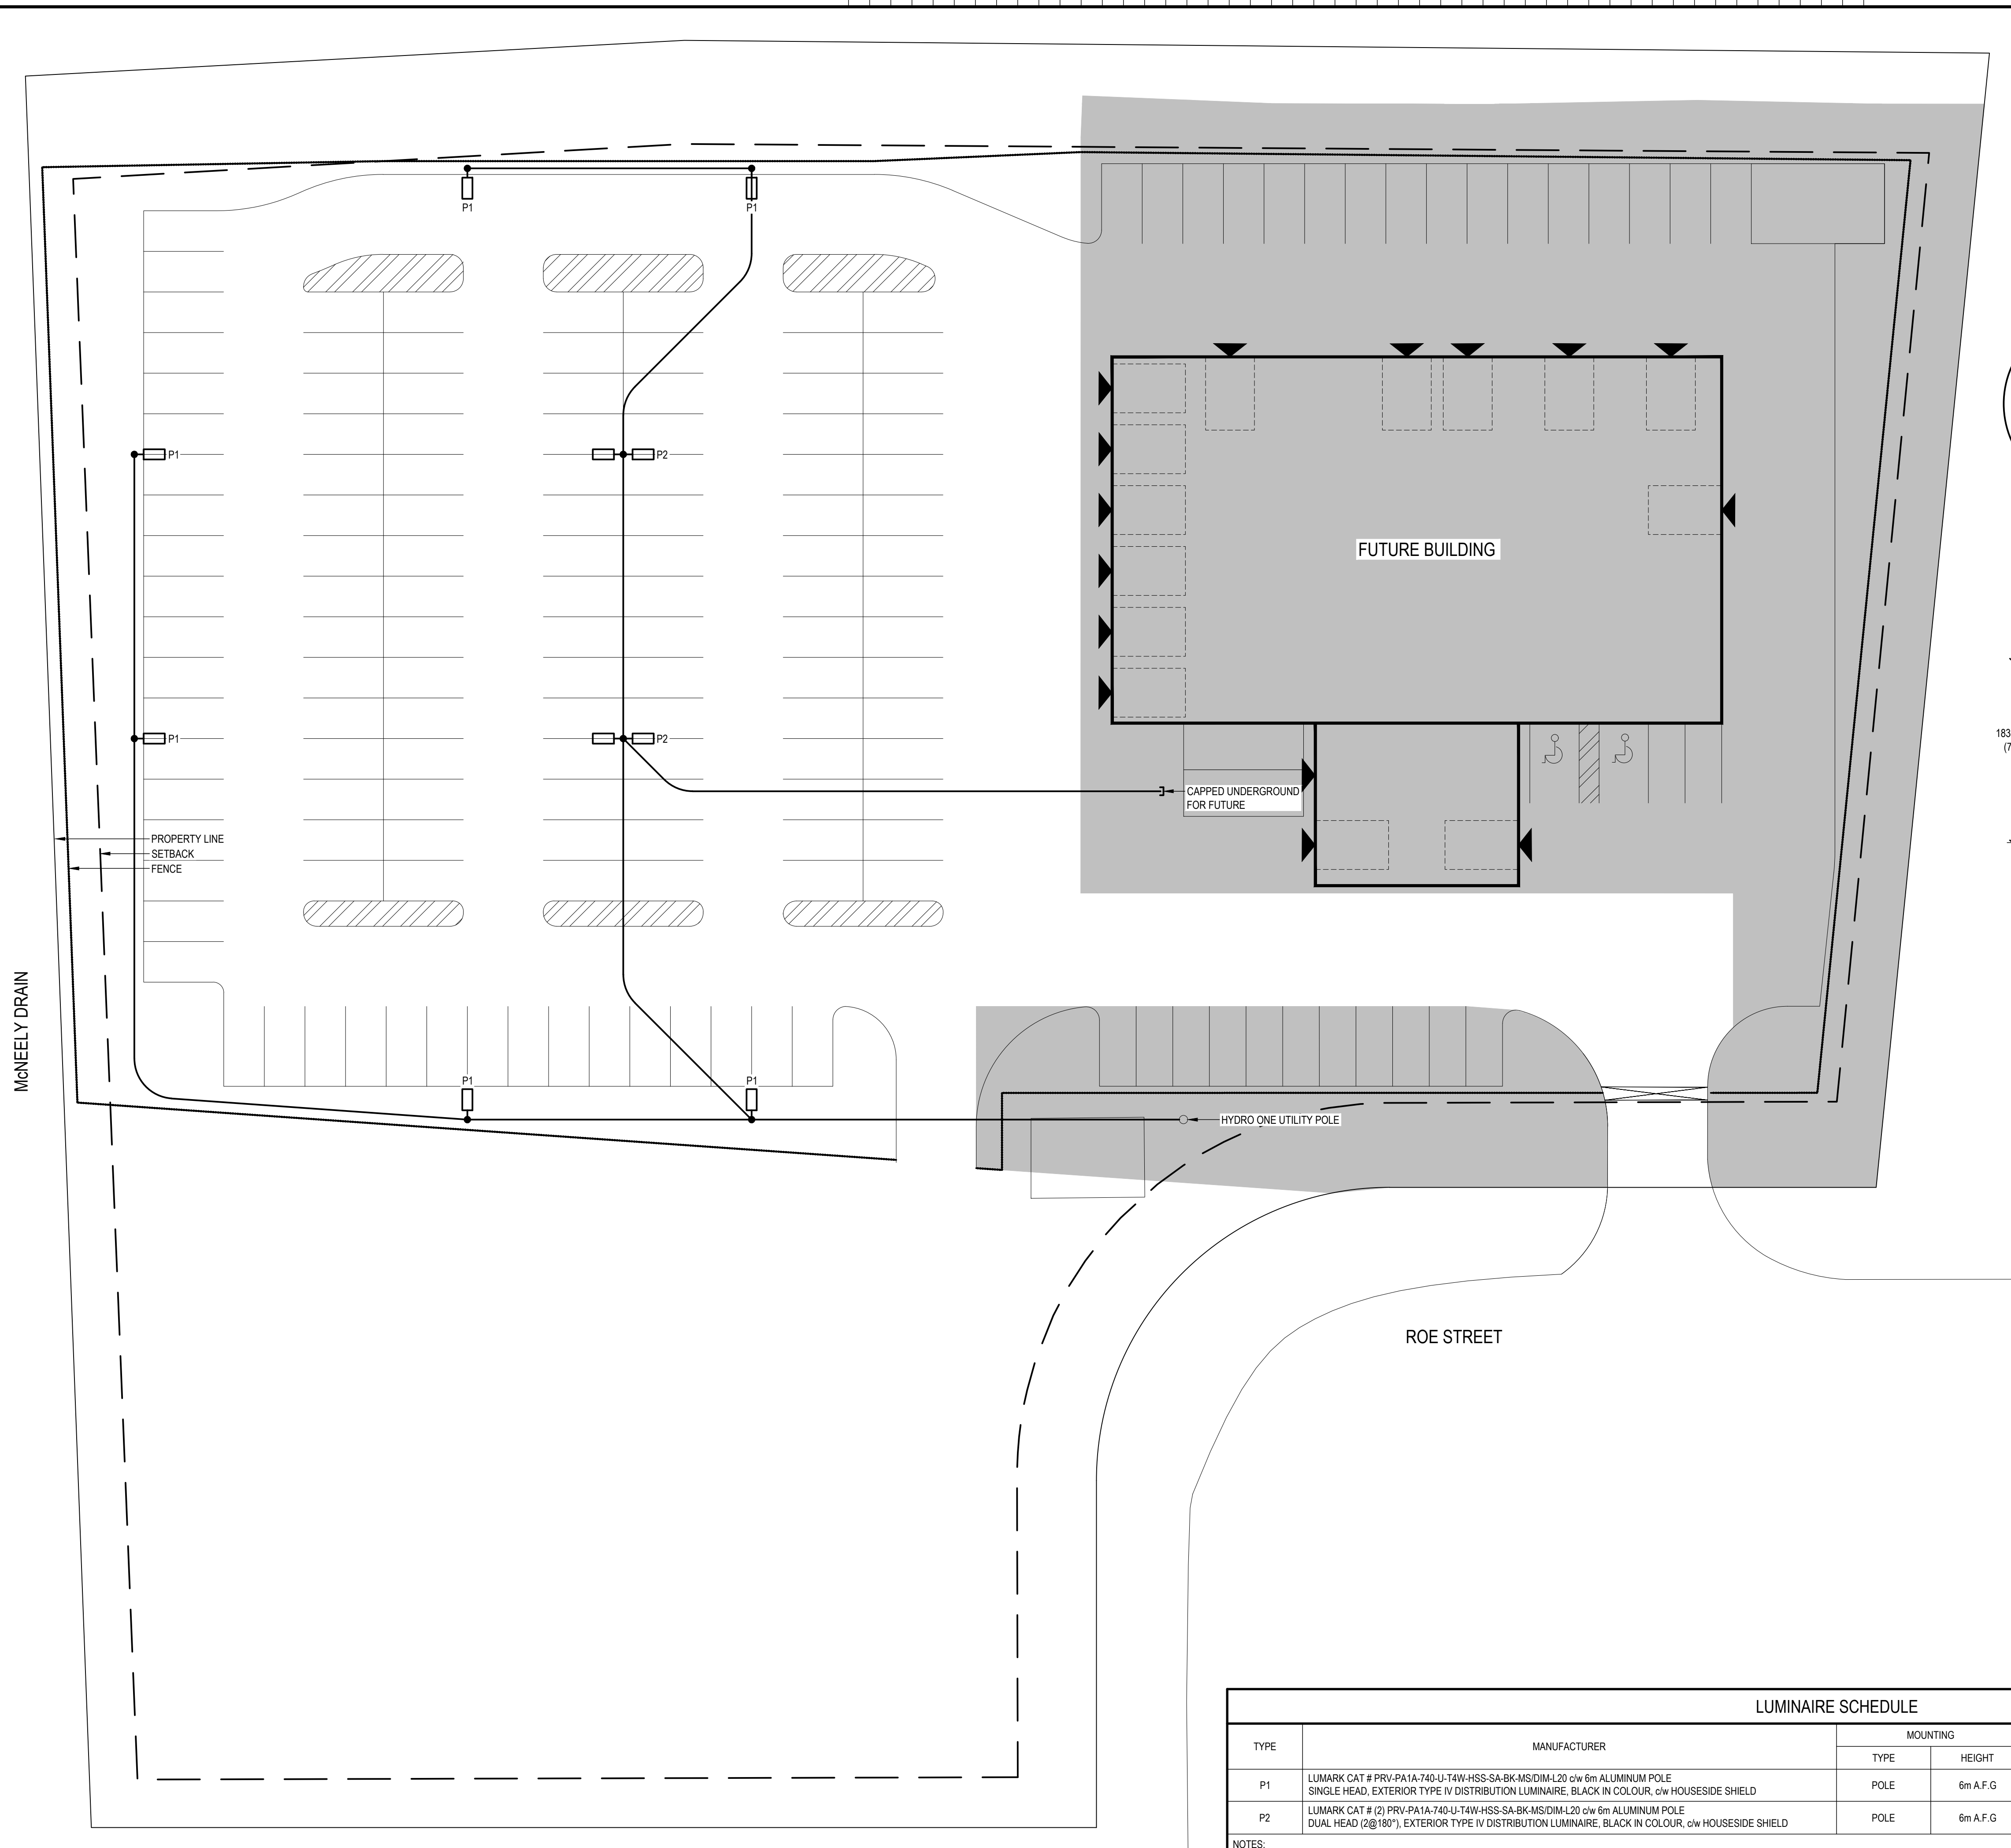 P1
P1
P1
P2
FUTURE BUILDING
P1
P2
CAPPED UNDERGROUND
FOR FUTURE
PROPERTY LINE
SETBACK
FENCE
McNEELY DRAIN
P1
P1
HYDRO ONE UTILITY POLE
ROE STREET
183
(7
LUMINAIRE SCHEDULE
TYPE
MANUFACTURER
MOUNTING
TYPE
HEIGHT
P1
LUMARK CAT # PRV-PA1A-740-U-T4W-HSS-SA-BK-MS/DIM-L20 c/w 6m ALUMINUM POLE
SINGLE HEAD, EXTERIOR TYPE IV DISTRIBUTION LUMINAIRE, BLACK IN COLOUR, c/w HOUSESIDE SHIELD
POLE
6m A.F.G
P2
LUMARK CAT # (2) PRV-PA1A-740-U-T4W-HSS-SA-BK-MS/DIM-L20 c/w 6m ALUMINUM POLE
DUAL HEAD (2@180°), EXTERIOR TYPE IV DISTRIBUTION LUMINAIRE, BLACK IN COLOUR, c/w HOUSESIDE SHIELD
POLE
6m A.F.G
NOTES: